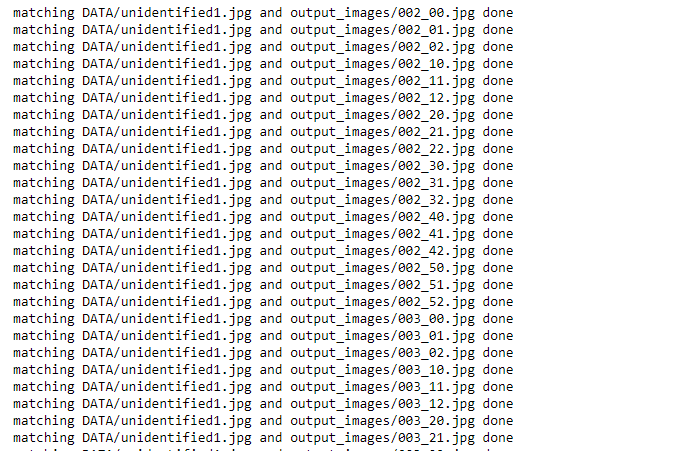 matching DATA/unidentified1.jpg and output_images/002_00.jpg done
matching DATA/unidentified1.jpg and output_images/002_01.jpg done
matching DATA/unidentified1.jpg and output_images/002_02.jpg done
matching DATA/unidentified1.jpg and output_images/002_10.jpg done
matching DATA/unidentified1.jpg and output_images/002_11.jpg done
matching DATA/unidentified1.jpg and output_images/002_12.jpg done
matching DATA/unidentified1.jpg and output_images/002_20.jpg done
matching DATA/unidentified1.jpg and output_images/002_21.jpg done
matching DATA/unidentified1.jpg and output_images/002_22.jpg done
matching DATA/unidentified1.jpg and output_images/002_30.jpg done
matching DATA/unidentified1.jpg and output_images/002_31.jpg done
matching DATA/unidentified1.jpg and output_images/002_32.jpg done
matching DATA/unidentified1.jpg and output_images/002_40.jpg done
matching DATA/unidentified1.jpg and output_images/002_41.jpg done
matching DATA/unidentified1.jpg and output_images/002_42.jpg done
matching DATA/unidentified1.jpg and output_images/002_50.jpg done
matching DATA/unidentified1.jpg and output_images/002_51.jpg done
matching DATA/unidentified1.jpg and output_images/002_52.jpg done
matching DATA/unidentified1.jpg and output_images/003_00.jpg done
matching DATA/unidentified1.jpg and output_images/003_01.jpg done
matching DATA/unidentified1.jpg and output_images/003_02.jpg done
matching DATA/unidentified1.jpg and output_images/003_10.jpg done
matching DATA/unidentified1.jpg and output_images/003_11.jpg done
matching DATA/unidentified1.jpg and output_images/003_12.jpg done
matching DATA/unidentified1.jpg and output_images/003_20.jpg done
matching DATA/unidentified1.jpg and output_images/003_21.jpg done